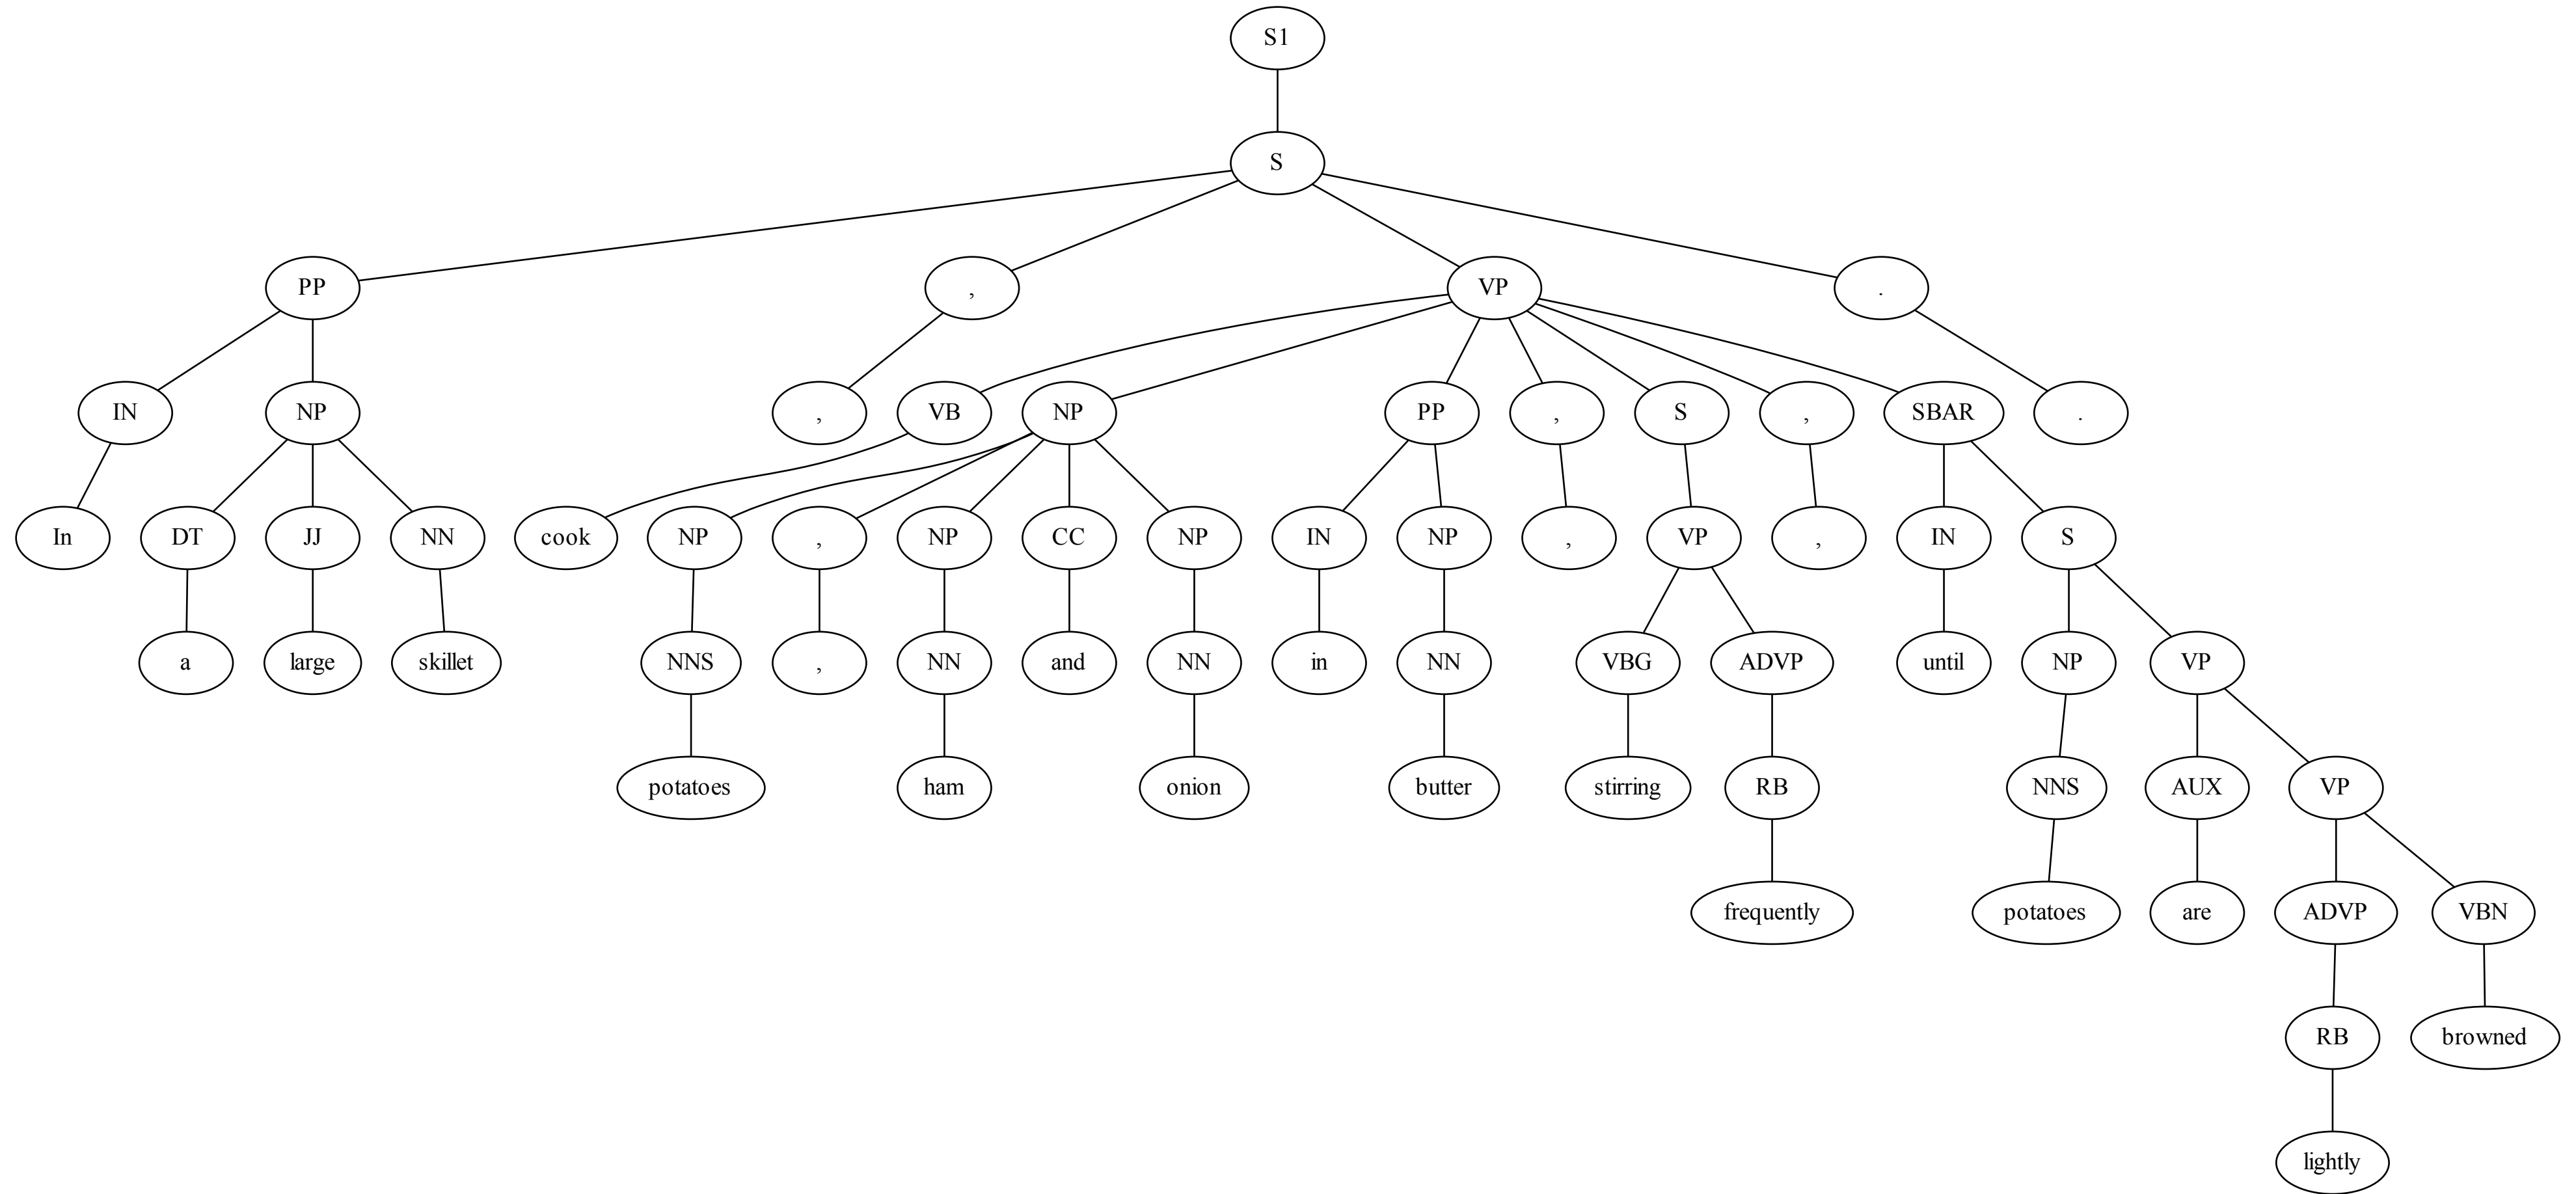 S1
S
PP , VP .
IN NP , VB NP PP , S , SBAR .
In DT JJ NN cook NP , NP CC NP IN NP , VP , IN S
a large skillet NNS , NN and NN in NN VBG ADVP until NP VP
potatoes ham onion butter stirring RB NNS AUX VP
frequently potatoes are ADVP VBN
RB browned
lightly